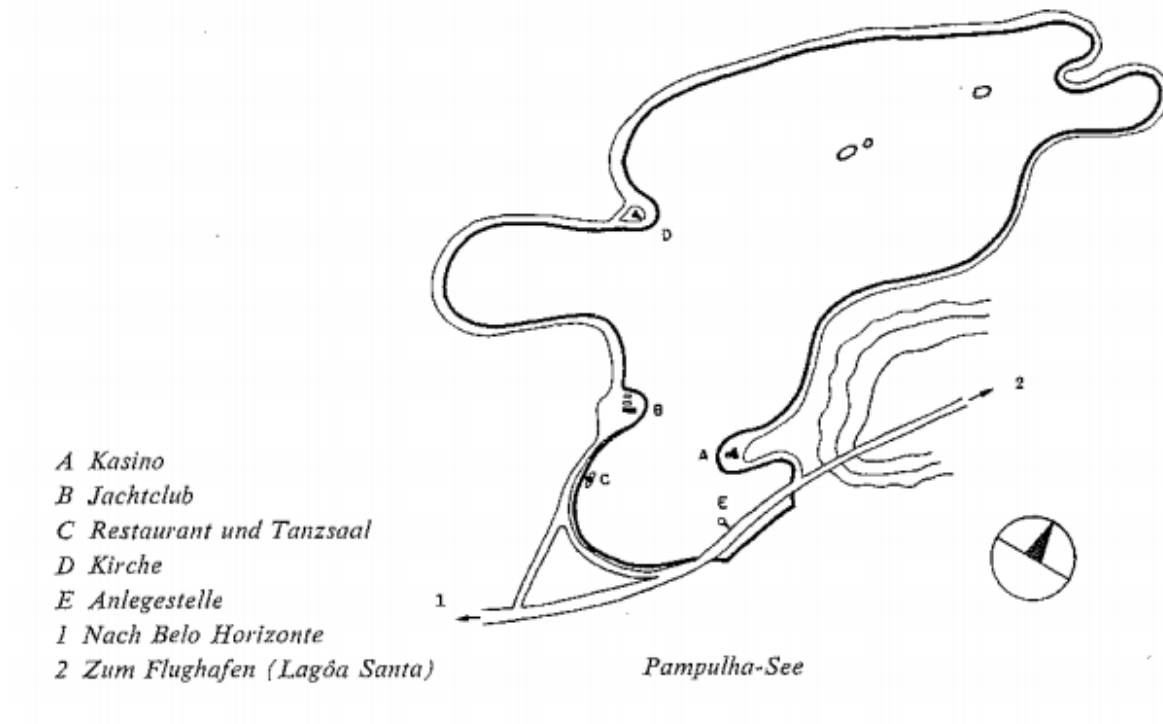 D
2
B
A Kasino
A
B Jachtclub
C
C Restaurant und Tanzsaal
E
D Kirche
E Anlegestelle
1
1 Nach Belo Horizonte
2 Zum Flughafen (Lagôa Santa)
Pampulha-See